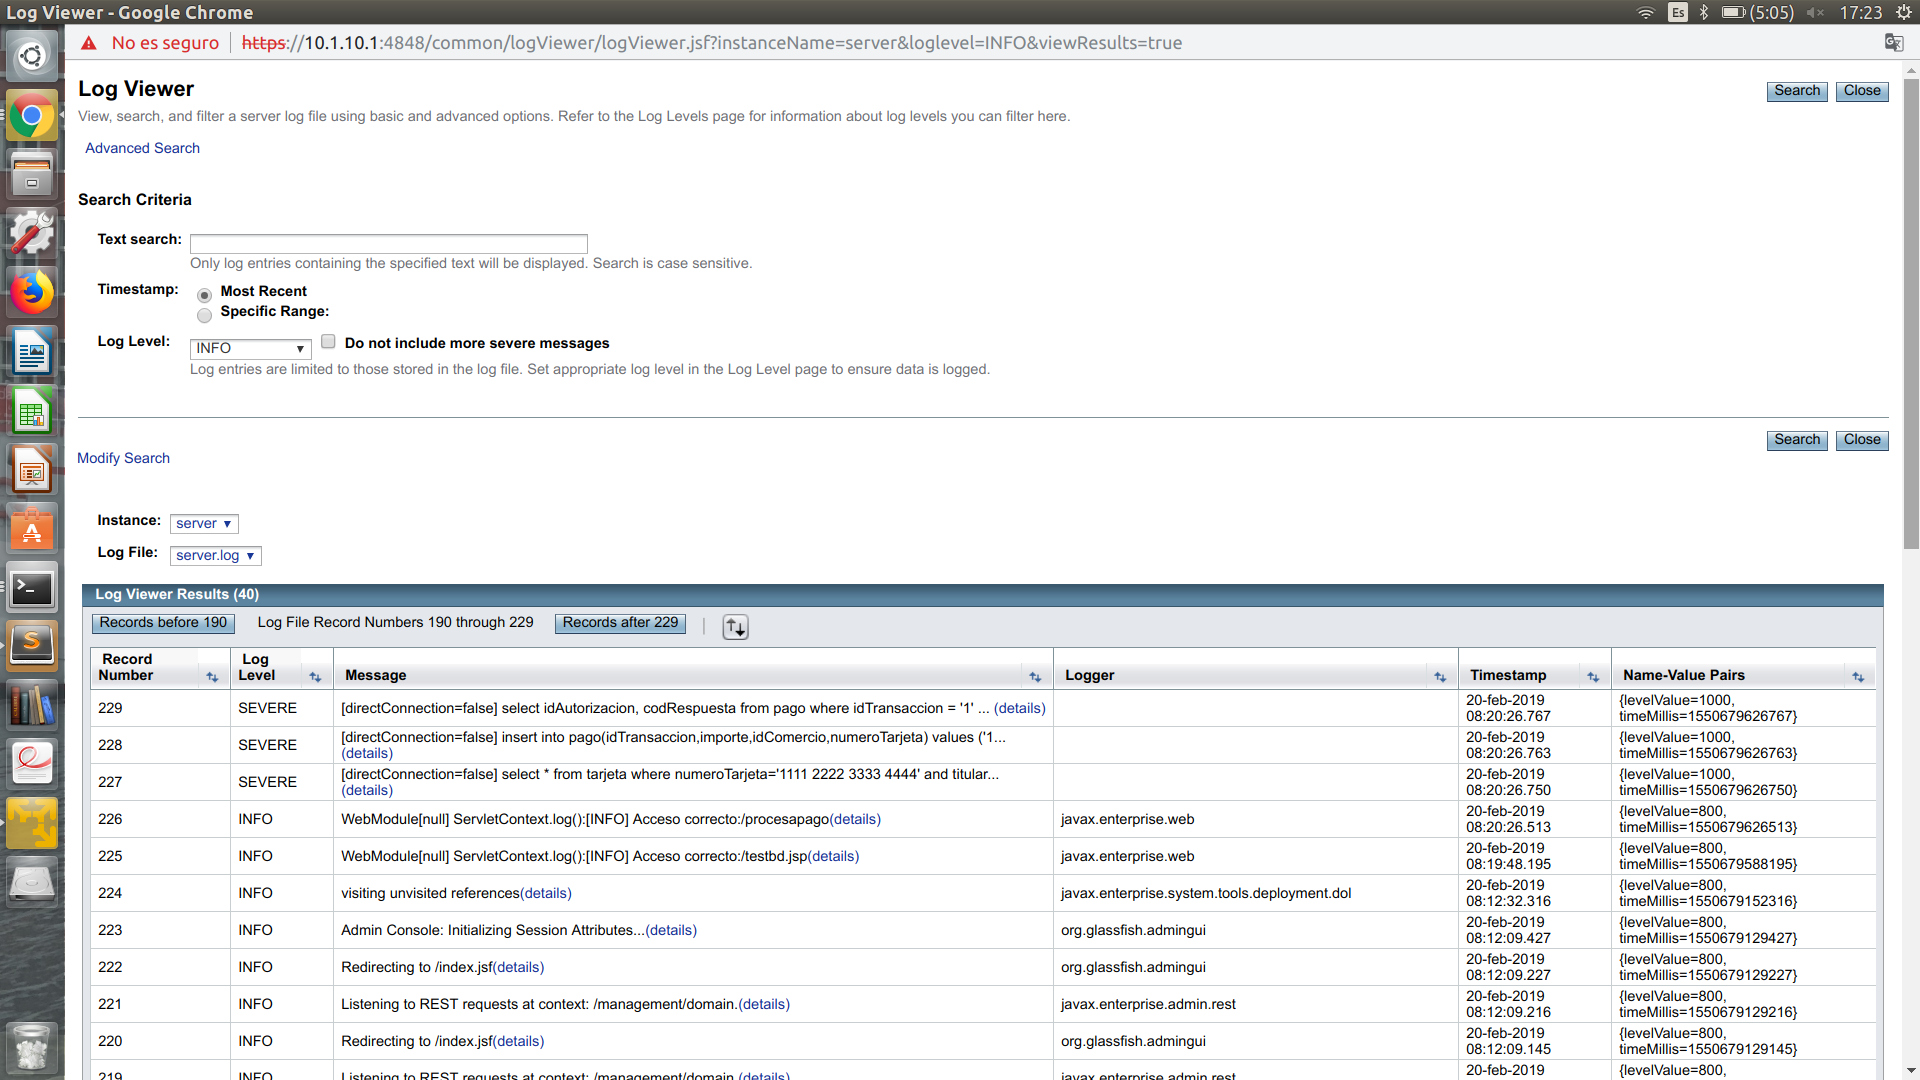 Log Viewer - Google Chrome
Es
(5:05)
17:23
No es seguro
https://10.1.10.1:4848/common/logViewer/logViewer.jsf?instanceName=server&loglevel=INFO&viewResults=true
Log Viewer
Search
Close
View, search, and filter a server log file using basic and advanced options. Refer to the Log Levels page for information about log levels you can filter here.
Advanced Search
Search Criteria
Text search:
Only log entries containing the specified text will be displayed. Search is case sensitive.
Timestamp:
Most Recent
Specific Range:
Log Level:
INFO
Do not include more severe messages
Log entries are limited to those stored in the log file. Set appropriate log level in the Log Level page to ensure data is logged.
Search
Close
Modify Search
Instance:
server
Log File:
server.log
Log Viewer Results (40)
Records before 190
Log File Record Numbers 190 through 229
Records after 229
Record Number
Log Level
Message
Logger
Timestamp
Name-Value Pairs
229
SEVERE
[directConnection=false] select idAutorizacion, codRespuesta from pago where idTransaccion = '1' ... (details)
20-feb-2019
08:20:26.767
{levelValue=1000,
timeMillis=1550679626767}
228
SEVERE
[directConnection=false] insert into pago(idTransaccion,importe,idComercio,numeroTarjeta) values ('1...
(details)
20-feb-2019
08:20:26.763
{levelValue=1000,
timeMillis=1550679626763}
227
SEVERE
[directConnection=false] select * from tarjeta where numeroTarjeta='1111 2222 3333 4444' and titular...
(details)
20-feb-2019
08:20:26.750
{levelValue=1000,
timeMillis=1550679626750}
226
INFO
WebModule[null] ServletContext.log():[INFO] Acceso correcto:/procesapago(details)
javax.enterprise.web
20-feb-2019
08:20:26.513
{levelValue=800,
timeMillis=1550679626513}
225
INFO
WebModule[null] ServletContext.log():[INFO] Acceso correcto:/testbd.jsp(details)
javax.enterprise.web
20-feb-2019
08:19:48.195
{levelValue=800,
timeMillis=1550679588195}
224
INFO
visiting unvisited references(details)
javax.enterprise.system.tools.deployment.dol
20-feb-2019
08:12:32.316
{levelValue=800,
timeMillis=1550679152316}
223
INFO
Admin Console: Initializing Session Attributes...(details)
org.glassfish.admingui
20-feb-2019
08:12:09.427
{levelValue=800,
timeMillis=1550679129427}
222
INFO
Redirecting to /index.jsf(details)
org.glassfish.admingui
20-feb-2019
08:12:09.227
{levelValue=800,
timeMillis=1550679129227}
221
INFO
Listening to REST requests at context: /management/domain.(details)
javax.enterprise.admin.rest
20-feb-2019
08:12:09.216
{levelValue=800,
timeMillis=1550679129216}
220
INFO
Redirecting to /index.jsf(details)
org.glassfish.admingui
20-feb-2019
08:12:09.145
{levelValue=800,
timeMillis=1550679129145}
219
INFO
Listening to REST requests at context: /management/domain.(details)
javax.enterprise.admin.rest
20-feb-2019
{levelValue=800,